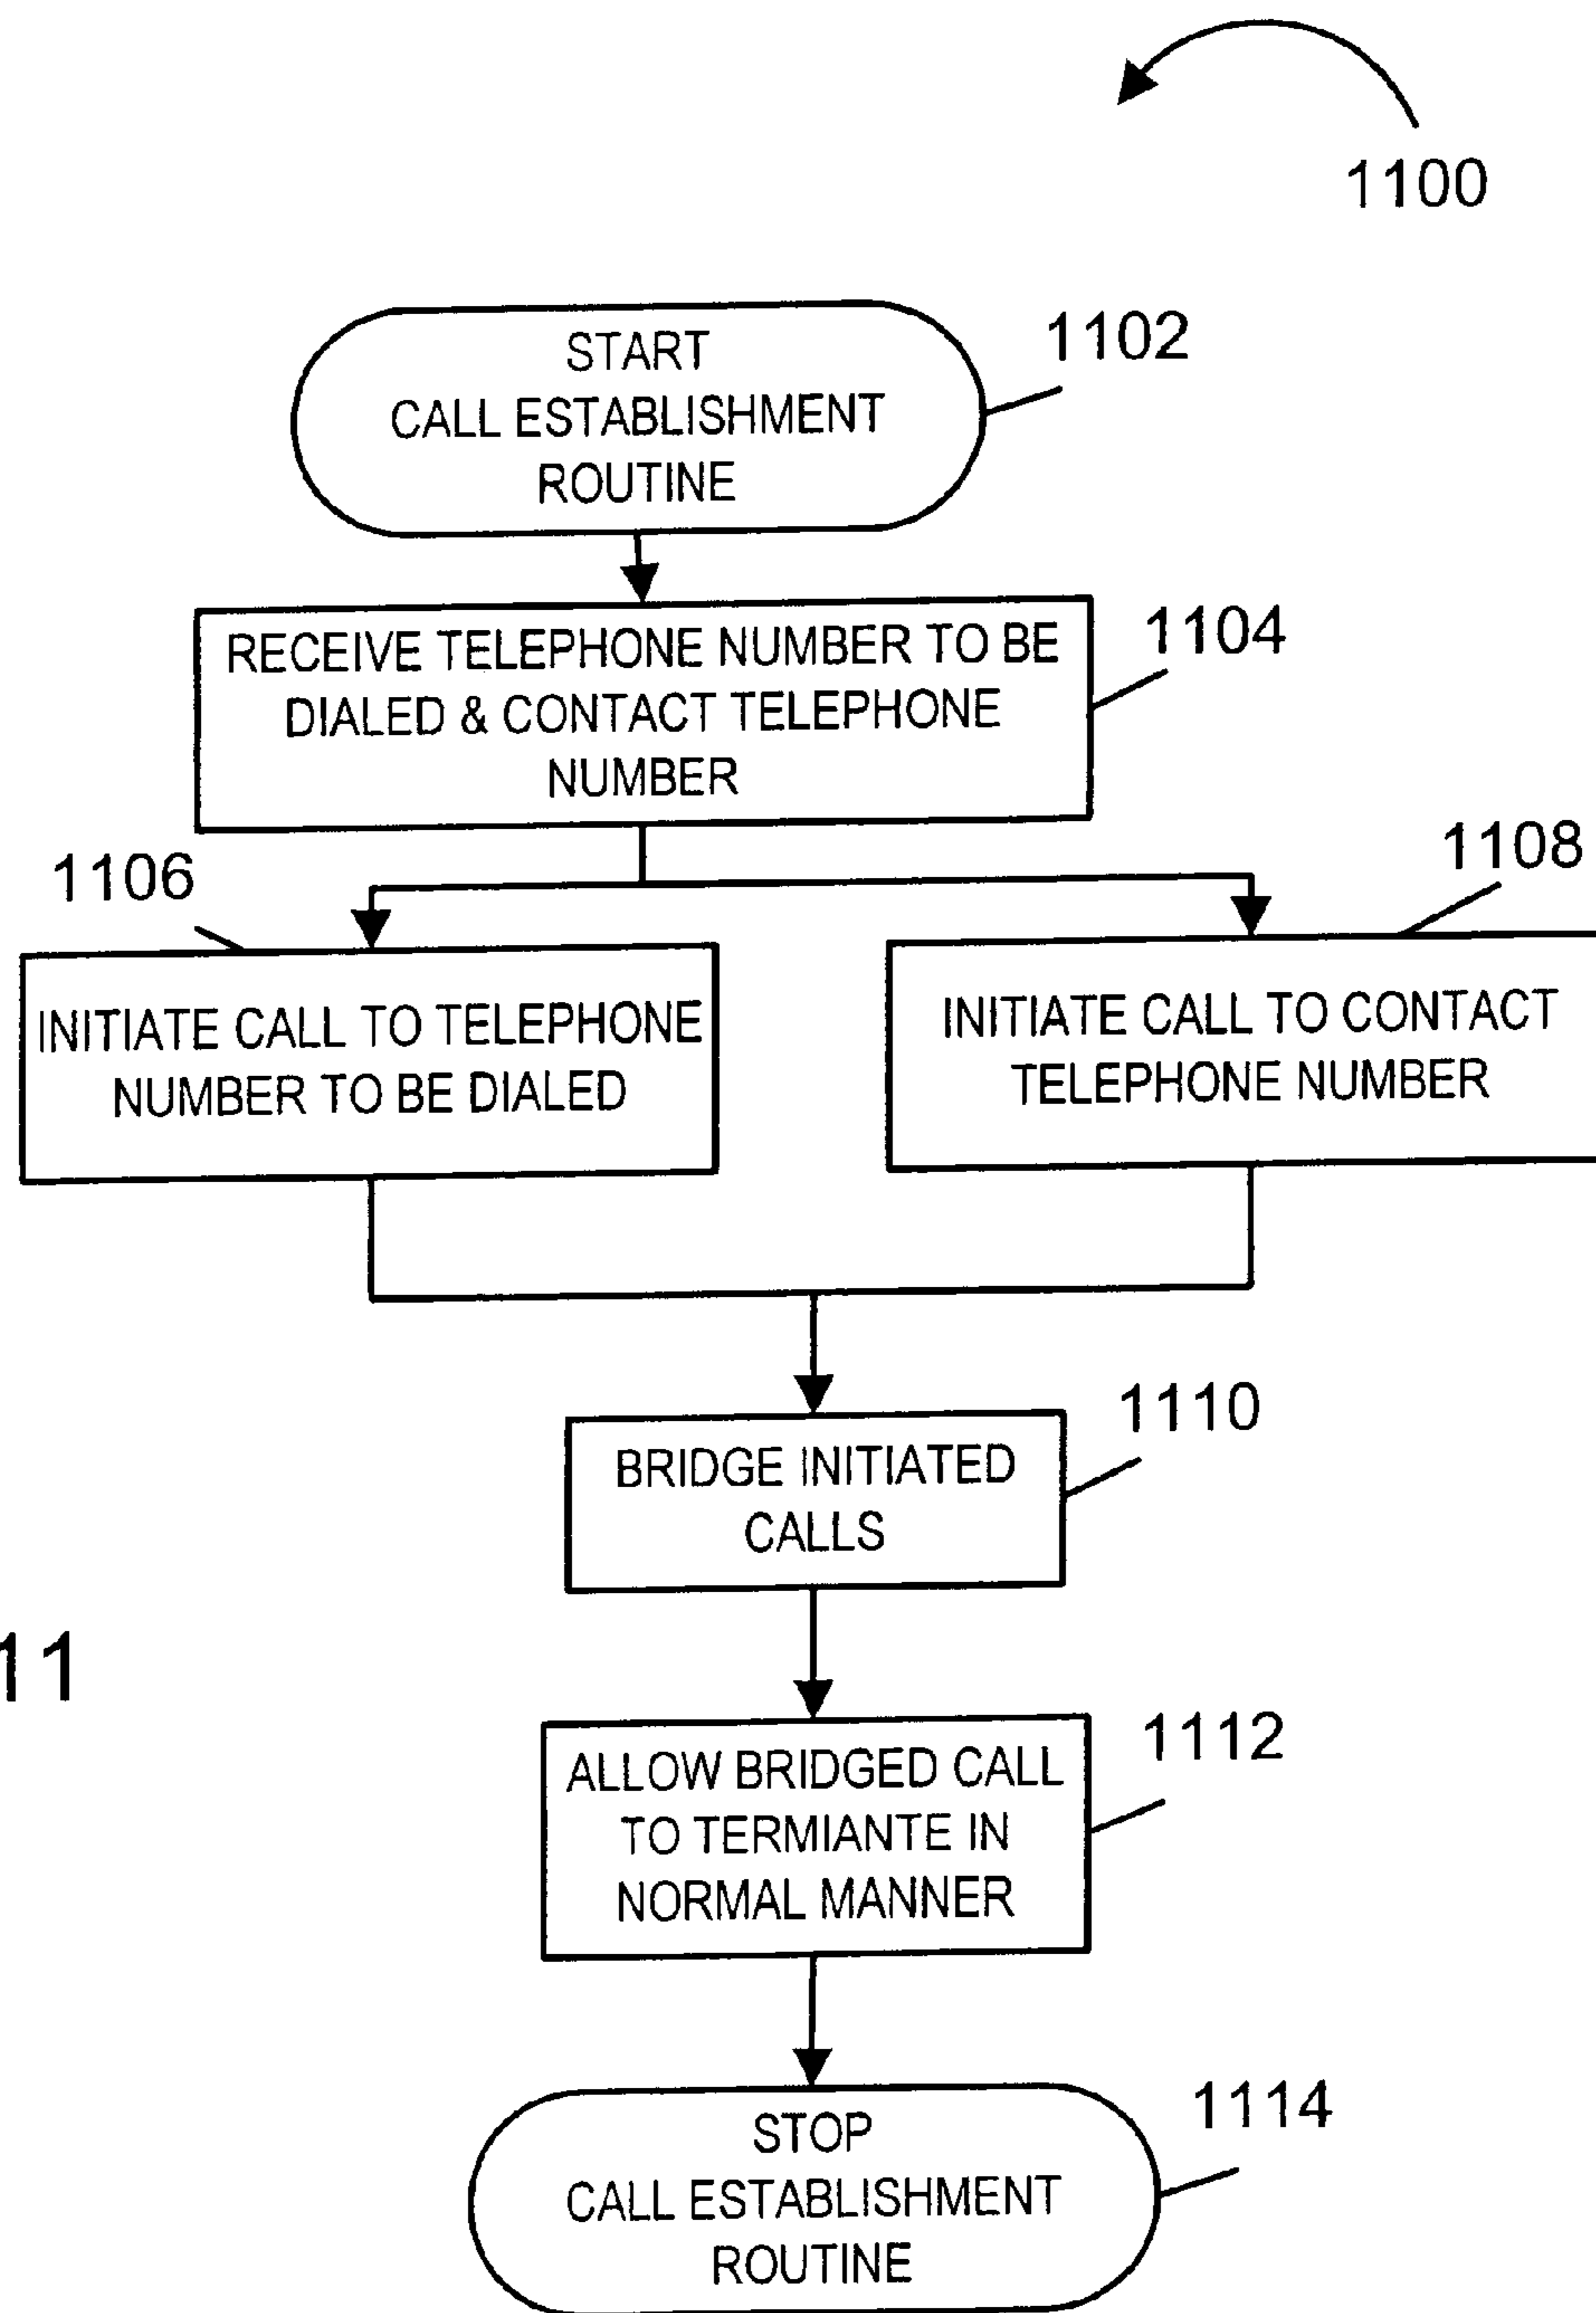 1100
START
CALL ESTABLISHMENT
ROUTINE
1102
RECEIVE TELEPHONE NUMBER TO BE
DIALED & CONTACT TELEPHONE
NUMBER
1104
1106
INITIATE CALL TO TELEPHONE
NUMBER TO BE DIALED
1108
INITIATE CALL TO CONTACT
TELEPHONE NUMBER
1110
BRIDGE INITIATED
CALLS
11
1112
ALLOW BRIDGED CALL
TO TERMIANTE IN
NORMAL MANNER
1114
STOP
CALL ESTABLISHMENT
ROUTINE